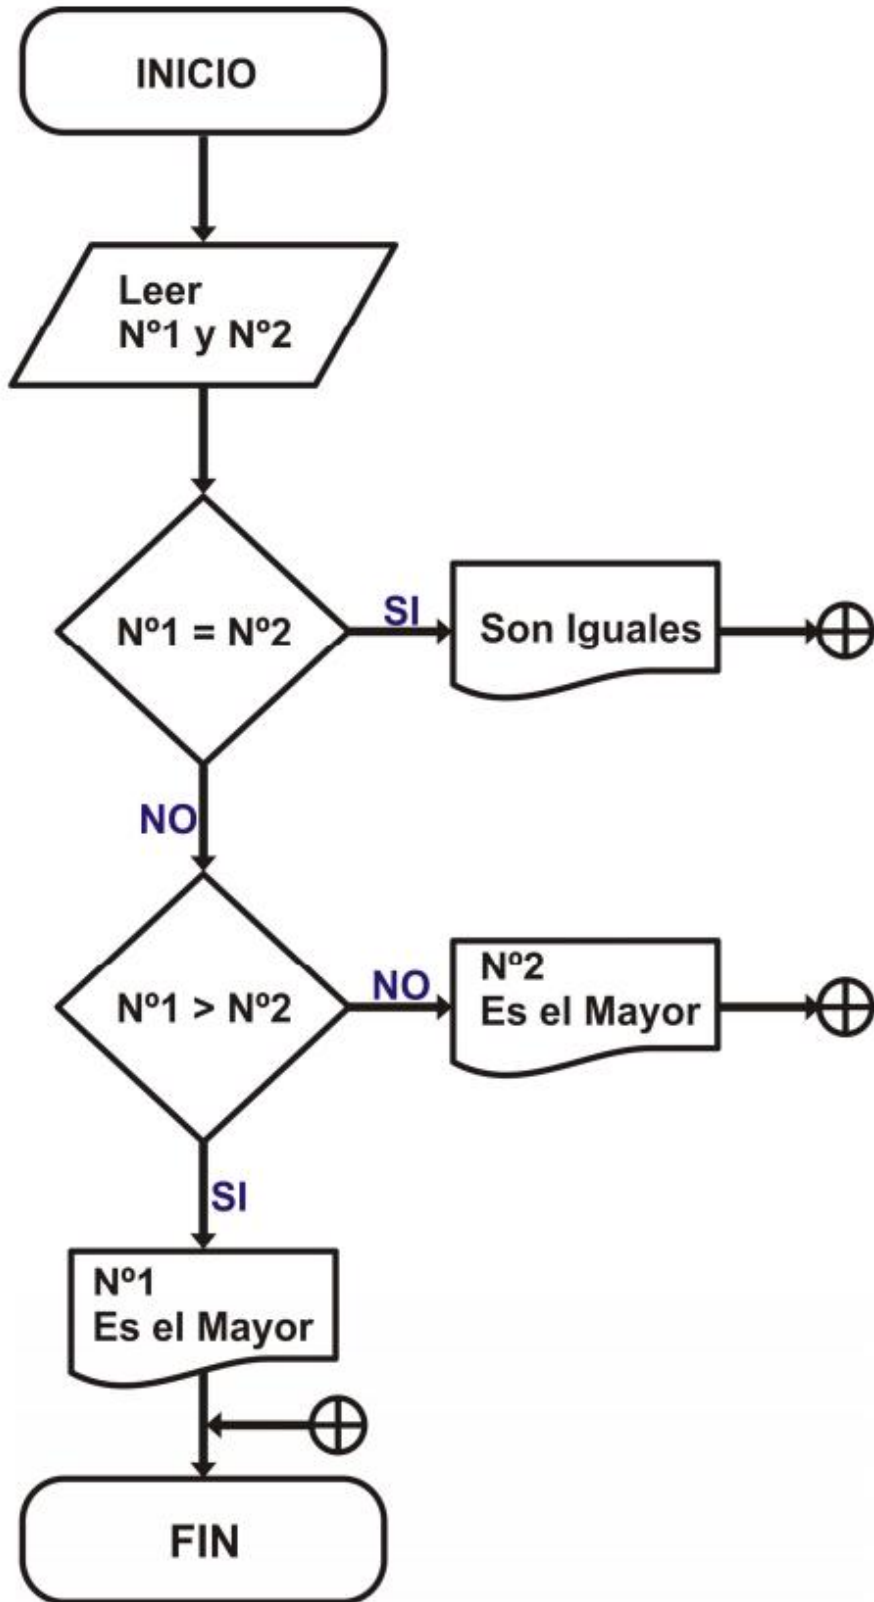 INICIO
Leer
Nº1 y Nº2
Nº1 = Nº2
SI
Son Iguales
NO
Nº1 > Nº2
NO
Nº2
Es el Mayor
SI
Nº1
Es el Mayor
FIN